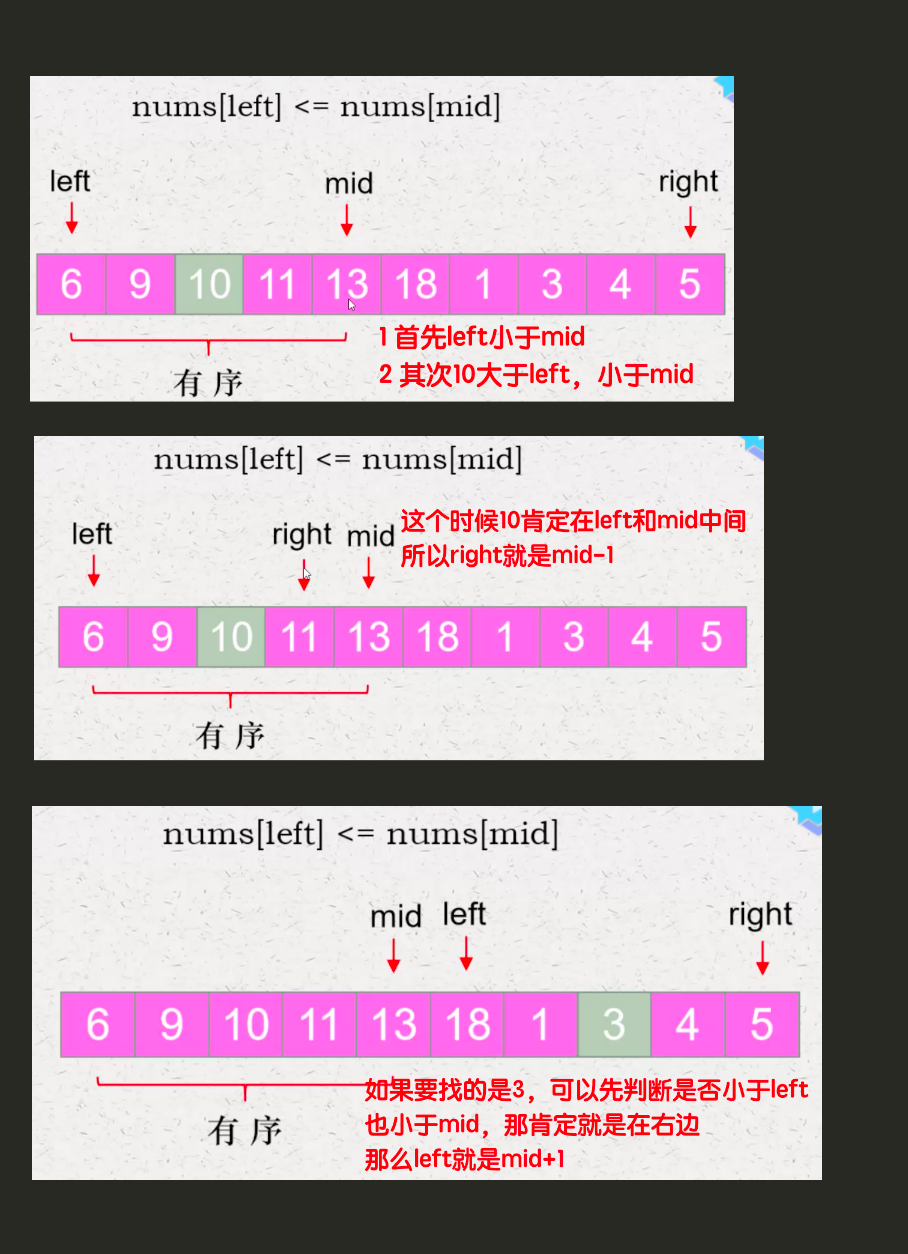 nums[left] <= nums[mid]
left mid right
6 9 10 11 13 18 1 3 4 5
1 首先left小于mid
2 其次10大于left，小于mid
有 序
nums[left] <= nums[mid]
这个时候10肯定在left和mid中间
所以right就是mid-1
left right mid
6 9 10 11 13 18 1 3 4 5
有 序
nums[left] <= nums[mid]
mid left right
6 9 10 11 13 18 1 3 4 5
如果要找的是3，可以先判断是否小于left
也小于mid，那肯定就是在右边
那么left就是mid+1
有 序